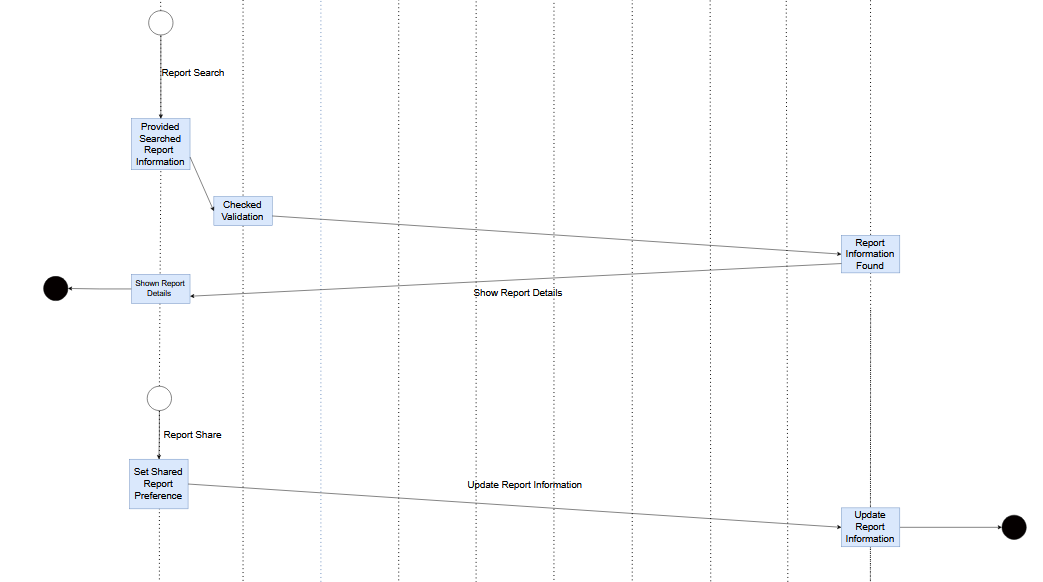 Report Search
Provided
Searched
Report
Information
Checked
Validation
Report
Information
Found
Shown Report
Details
Show Report Details
Report Share
Set Shared
Report
Preference
Update Report Information
Update
Report
Information